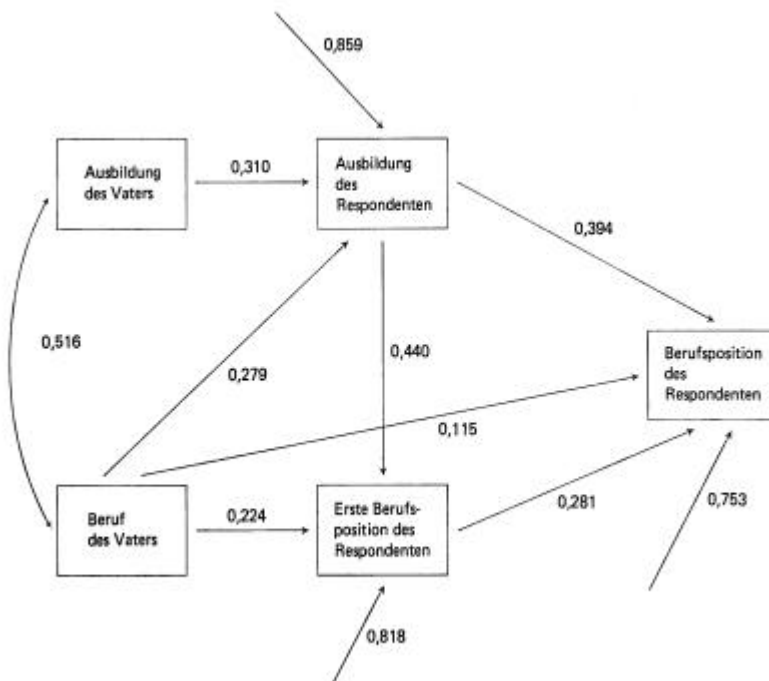 0,859
Ausbildung
des Vaters
0,310
Ausbildung
des
Respondenten
0,394
0,516
0,279
0,440
Berufsposition
des
Respondenten
0,115
Beruf
des Vaters
0,224
Erste Berufs-
position des
Respondenten
0,281
0,753
0,818